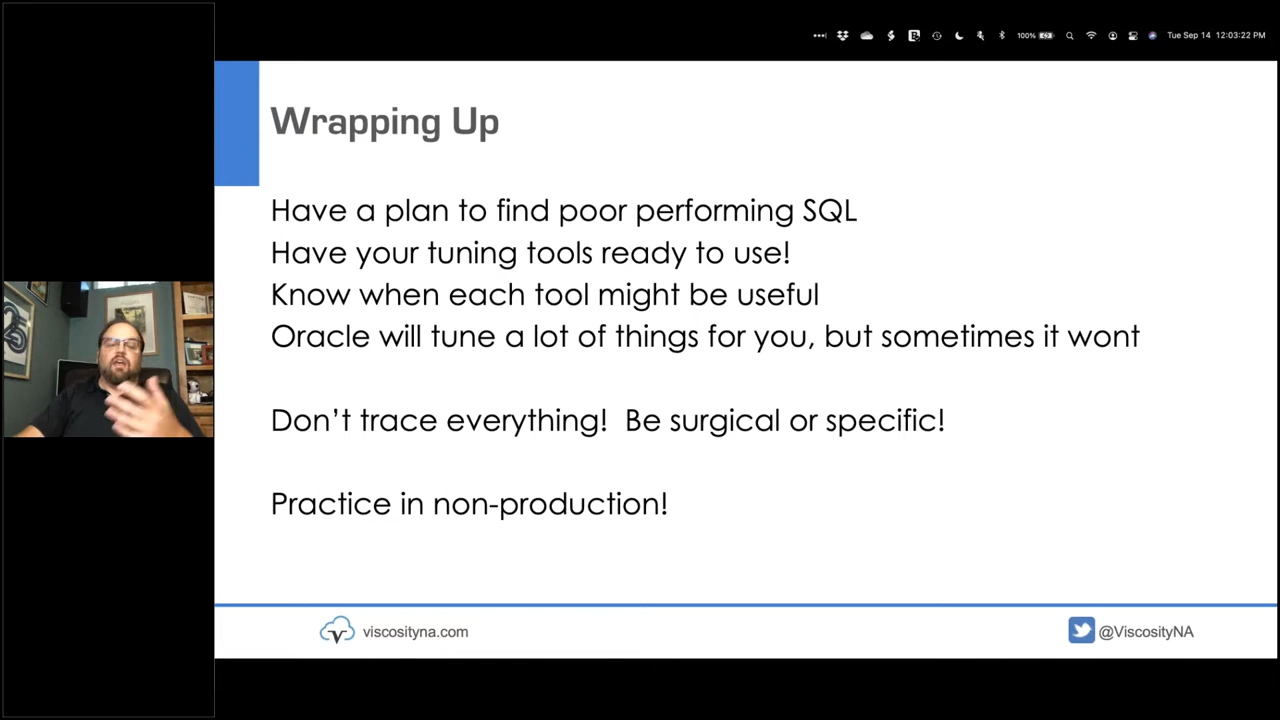 100%
Tue Sep 14 12:03:22 PM
Wrapping Up
Have a plan to find poor performing SQL
Have your tuning tools ready to use!
Know when each tool might be useful
Oracle will tune a lot of things for you, but sometimes it wont
Don’t trace everything!  Be surgical or specific!
Practice in non-production!
viscosityna.com
@ViscosityNA